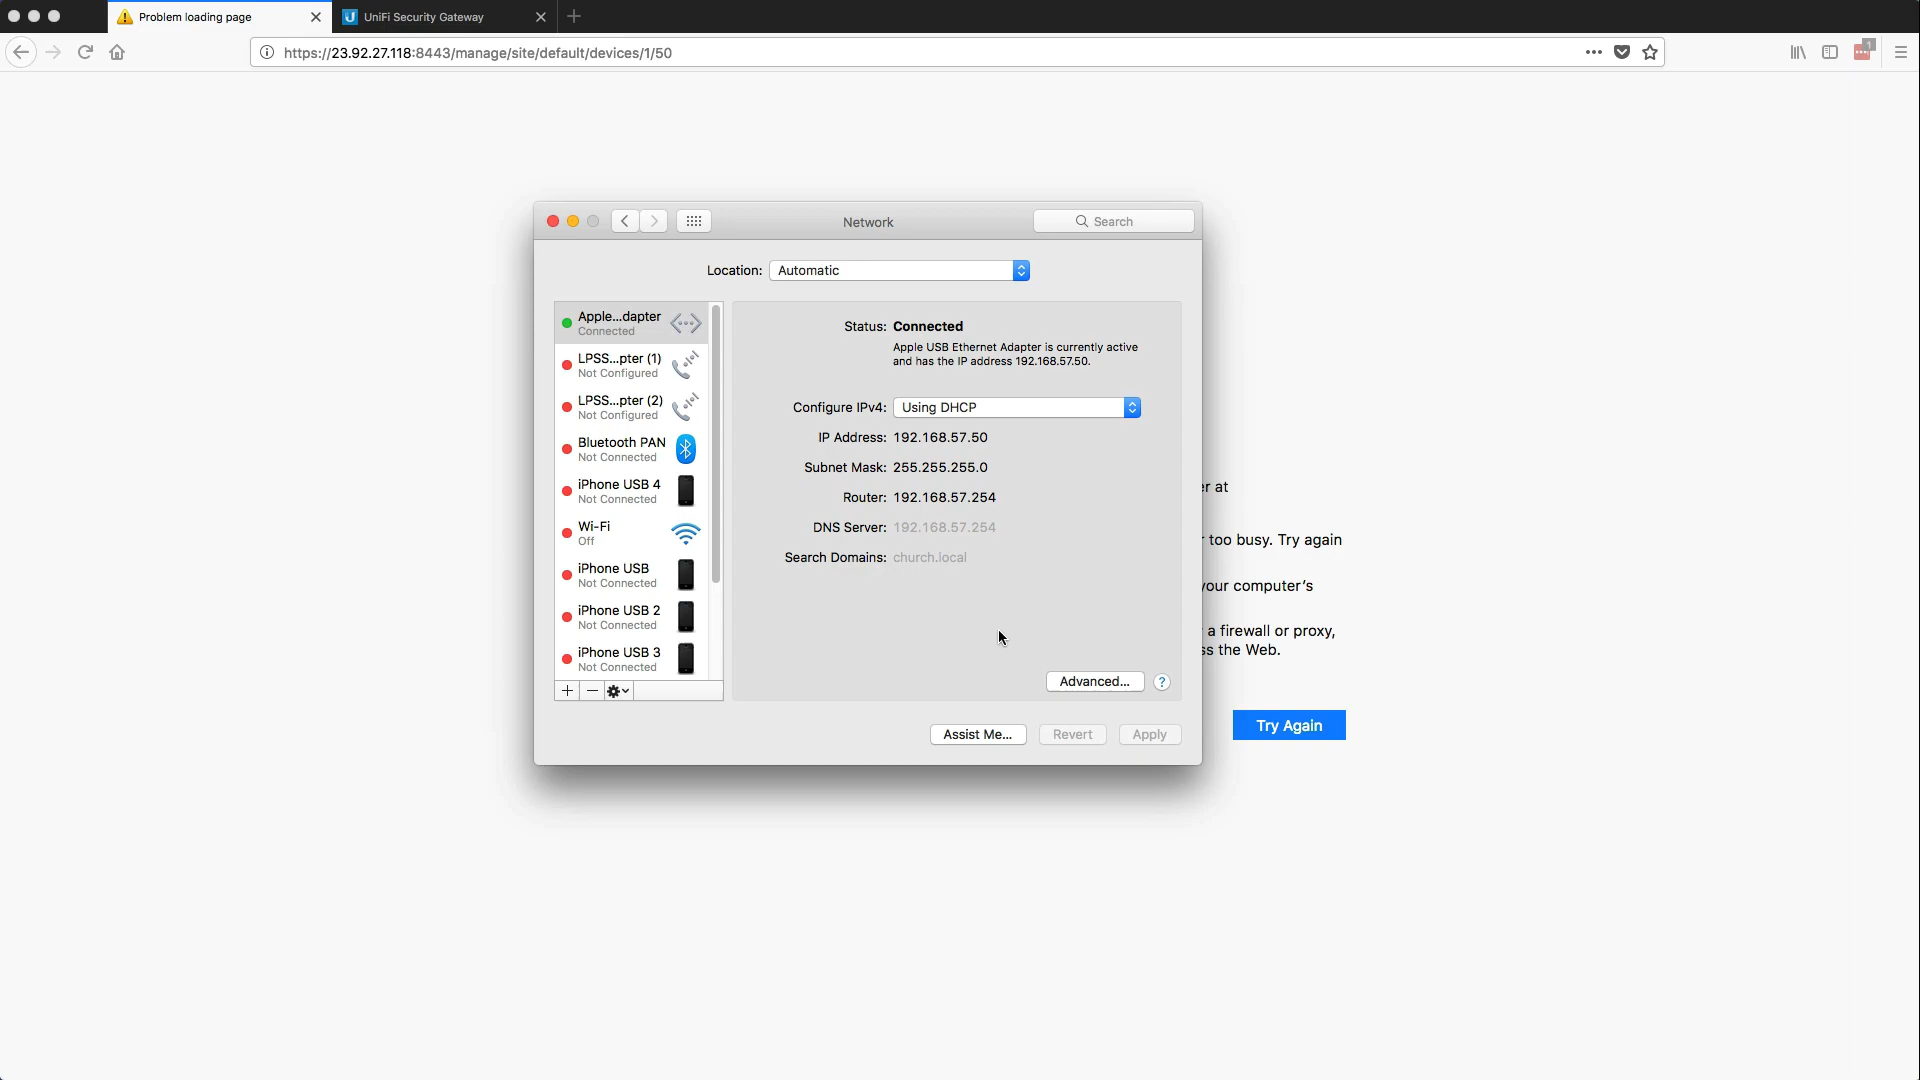 Problem loading page
UniFi Security Gateway
https://23.92.27.118:8443/manage/site/default/devices/1/50
1
Network
Search
Location: Automatic
Apple...dapter
Connected
LPSS...pter (1)
Not Configured
LPSS...pter (2)
Not Configured
Bluetooth PAN
Not Connected
iPhone USB 4
Not Connected
Wi-Fi
Off
iPhone USB
Not Connected
iPhone USB 2
Not Connected
iPhone USB 3
Not Connected
Status: Connected
Apple USB Ethernet Adapter is currently active
and has the IP address 192.168.57.50.
Configure IPv4: Using DHCP
IP Address: 192.168.57.50
Subnet Mask: 255.255.255.0
Router: 192.168.57.254
DNS Server: 192.168.57.254
Search Domains: church.local
Advanced...
?
Assist Me...
Revert
Apply
er at
too busy. Try again
your computer's
a firewall or proxy,
ss the Web.
Try Again